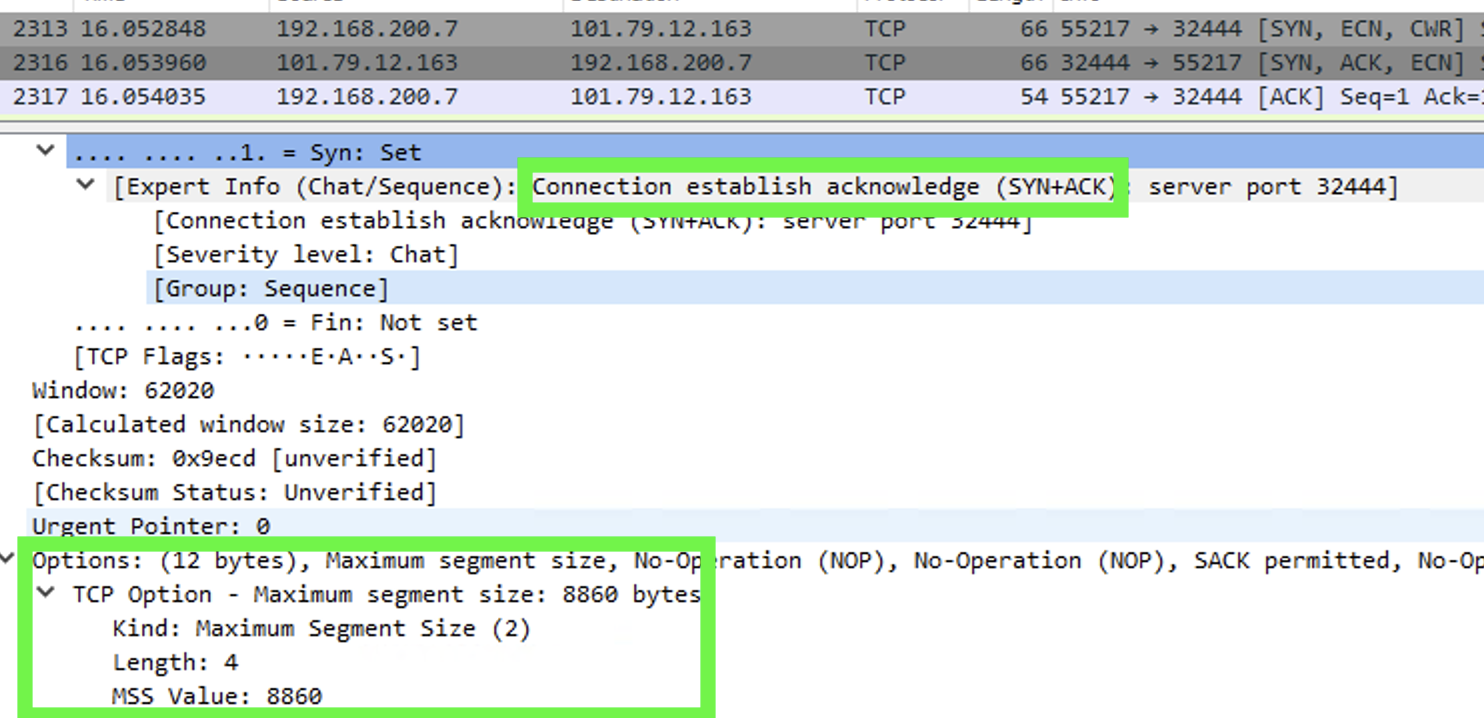 2313 16.052848 192.168.200.7 101.79.12.163 TCP 66 55217 → 32444 [SYN, ECN, CWR]
2316 16.053960 101.79.12.163 192.168.200.7 TCP 66 32444 → 55217 [SYN, ACK, ECN]
2317 16.054035 192.168.200.7 101.79.12.163 TCP 54 55217 → 32444 [ACK] Seq=1 Ack=1
.... .... ..1. = Syn: Set
[Expert Info (Chat/Sequence): Connection establish acknowledge (SYN+ACK): server port 32444]
[Connection establish acknowledge (SYN+ACK): server port 32444]
[Severity level: Chat]
[Group: Sequence]
.... .... ...0 = Fin: Not set
[TCP Flags: ·····E·A··S·]
Window: 62020
[Calculated window size: 62020]
Checksum: 0x9ecd [unverified]
[Checksum Status: Unverified]
Urgent Pointer: 0
Options: (12 bytes), Maximum segment size, No-Operation (NOP), No-Operation (NOP), SACK permitted, No-Op
TCP Option - Maximum segment size: 8860 bytes
Kind: Maximum Segment Size (2)
Length: 4
MSS Value: 8860